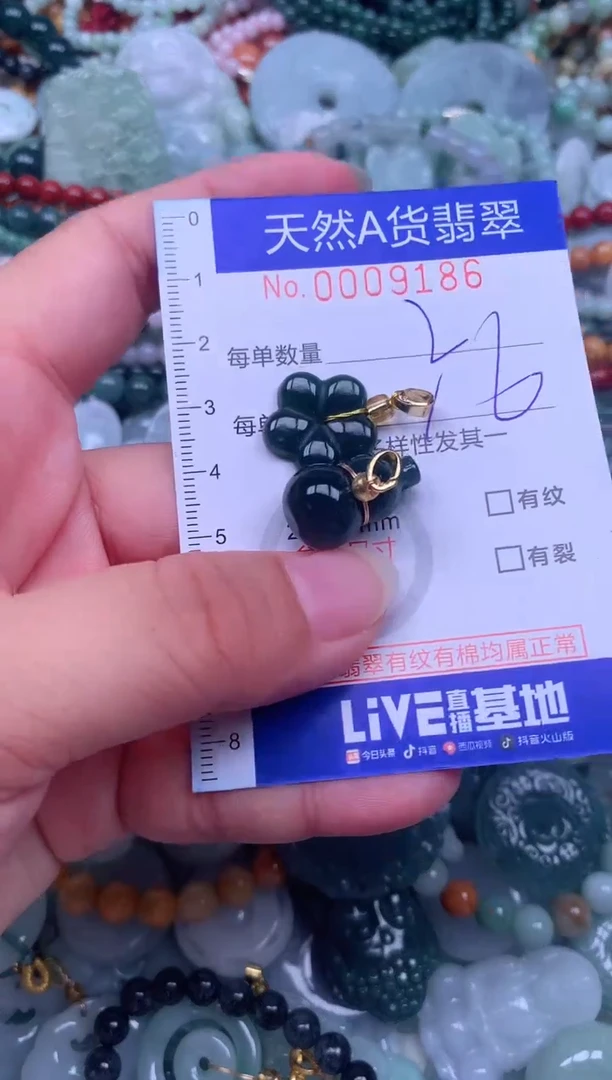 0
天然A货翡翠
No.0009186
1
2
每单数量
3
每单
样性发其一
4
有纹
mm
5
尺寸
有裂
翡翠有纹有棉均属正常
LiVE直播基地
8
今日头条 抖音 西瓜视频 抖音火山版